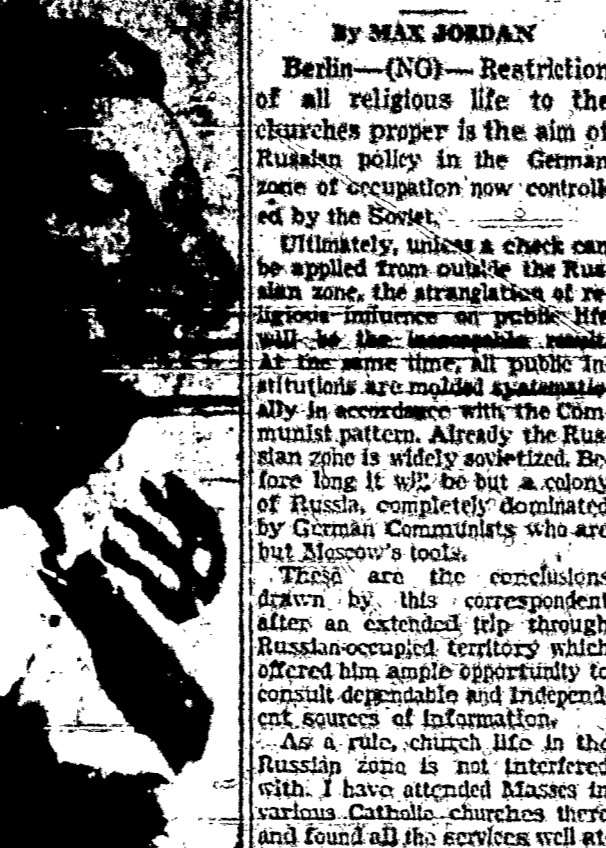 By MAX JORDAN
Berlin—(NC)— Restriction
of all religious life to the
churches proper is the aim of
Russian policy in the German
zone of occupation now controll
ed by the Soviet.
Ultimately, unless a check can
be applied from outside the Rus
sian zone, the strangulation of re
ligious influence on public life
will be the inescapable result.
At the same time, all public in
stitutions are molded systematic
ally in accordance with the Com
munist pattern. Already the Rus
sian zone is widely sovietized. Be
fore long it will be but a colony
of Russia, completely dominated
by German Communists who are
but Moscow's tools.
These are the conclusions
drawn by this correspondent
after an extended trip through
Russian-occupied territory which
offered him ample opportunity to
consult dependable and independ
ent sources of information.
As a rule, church life in the
Russian zone is not interfered
with. I have attended Masses in
various Catholic churches there
and found all the services well at